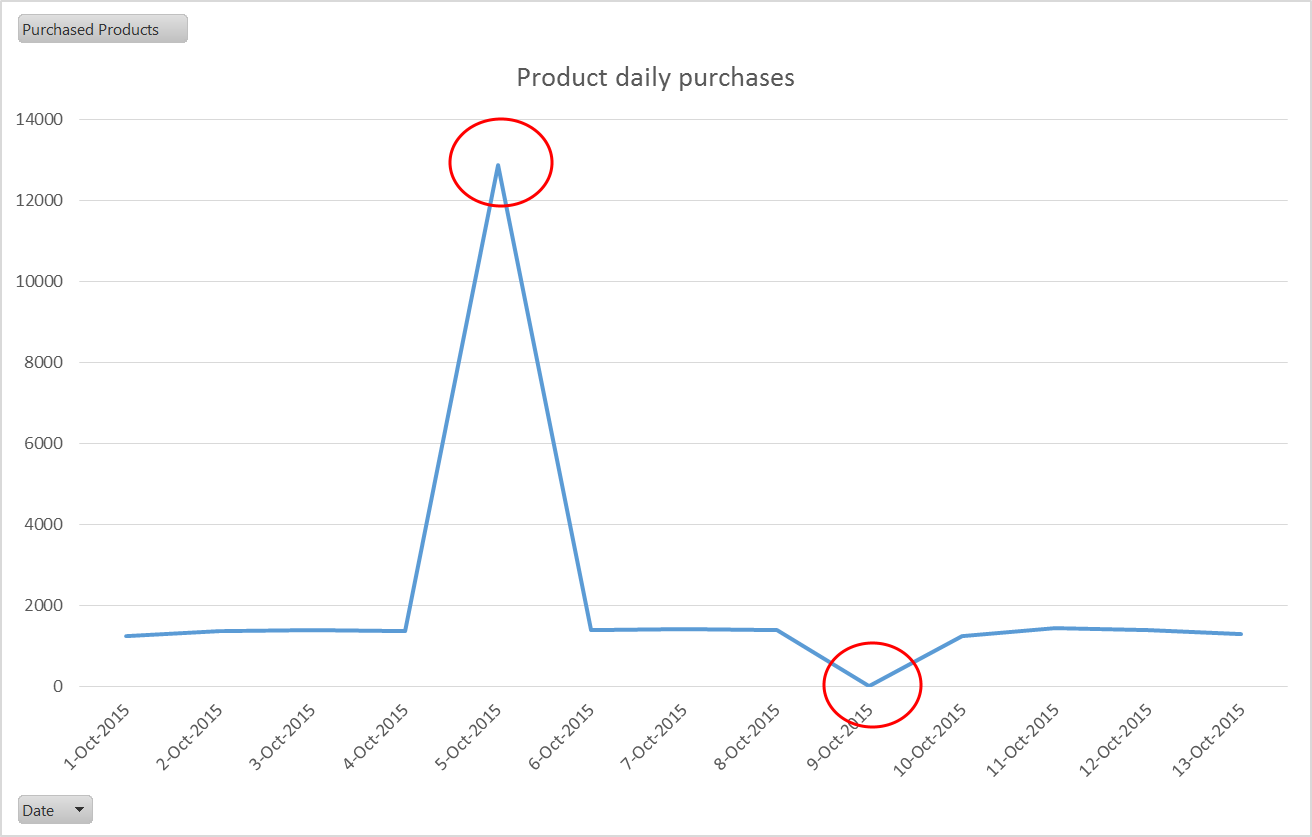 Purchased Products
Product daily purchases
14000
12000
10000
8000
6000
4000
2000
0
1-Oct-2015
2-Oct-2015
3-Oct-2015
4-Oct-2015
5-Oct-2015
6-Oct-2015
7-Oct-2015
8-Oct-2015
9-Oct-2015
10-Oct-2015
11-Oct-2015
12-Oct-2015
13-Oct-2015
Date